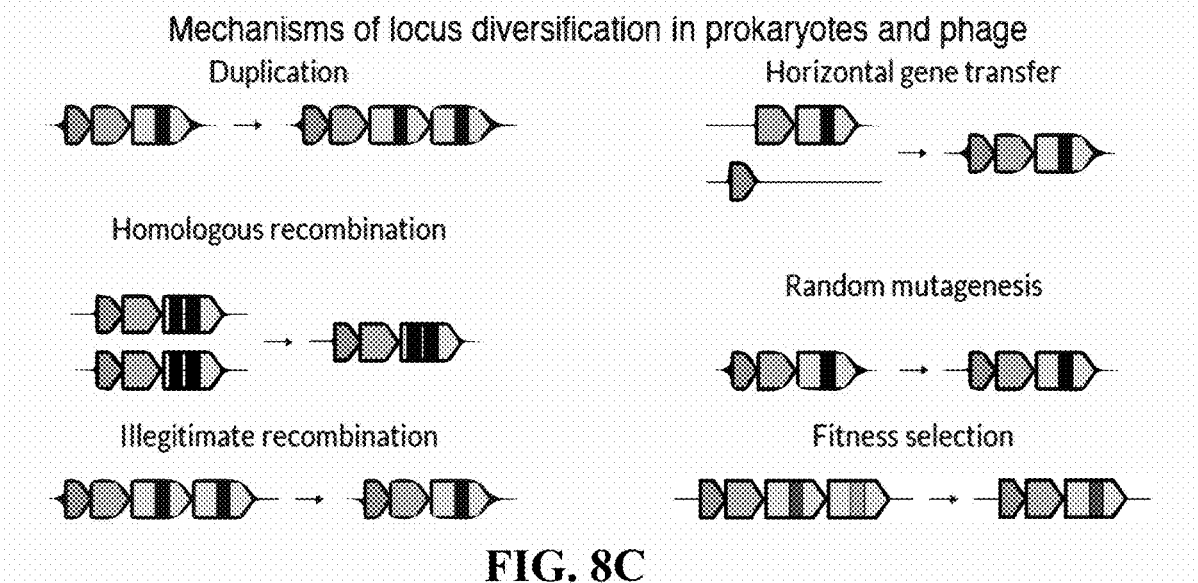 Mechanisms of locus diversification in prokaryotes and phage
Duplication
Horizontal gene transfer
Homologous recombination
Random mutagenesis
Illegitimate recombination
Fitness selection
FIG. 8C